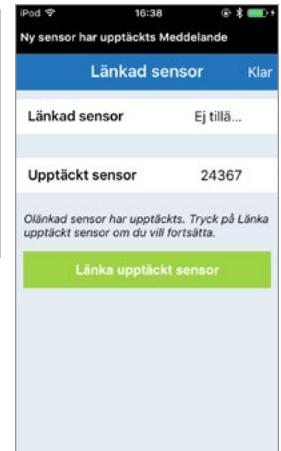 iPod 16:38
Ny sensor har upptäckts Meddelande
Länkad sensor Klar
Länkad sensor Ej tillä...
Upptäckt sensor 24367
Olänkad sensor har upptäckts. Tryck på Länka
upptäckt sensor om du vill fortsätta.
Länka upptäckt sensor